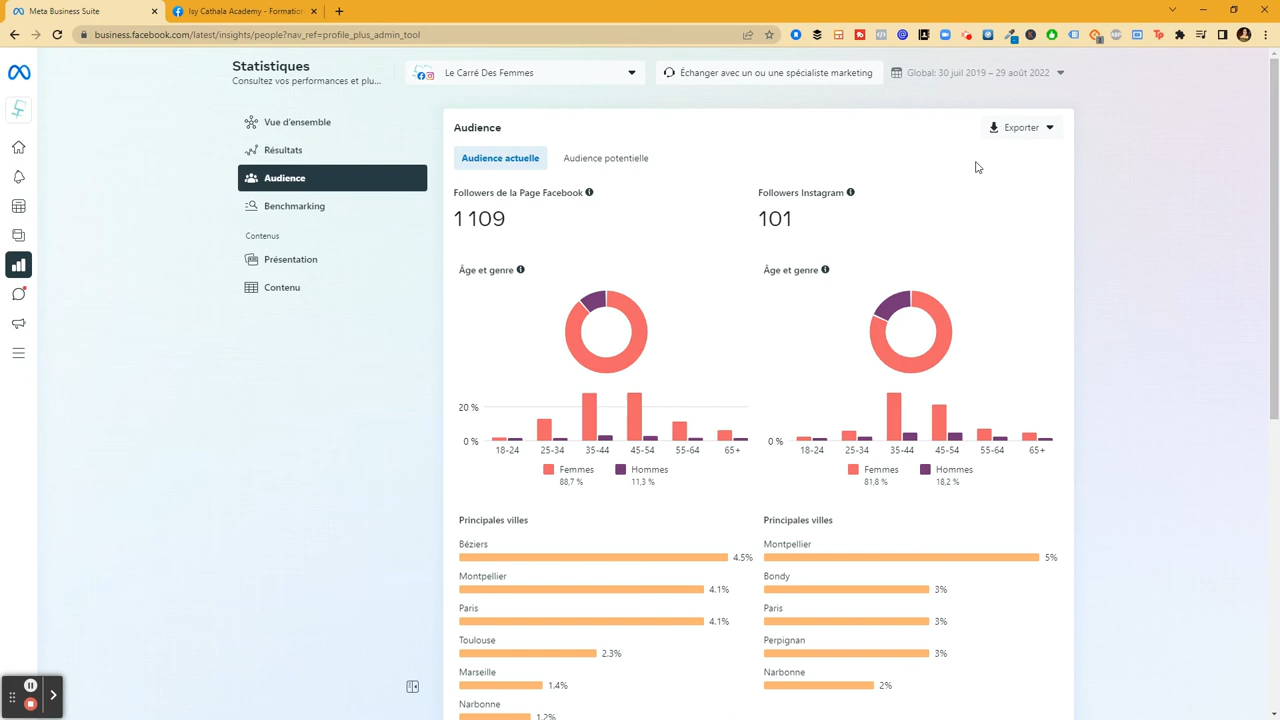 Meta Business Suite
Isy Cathala Academy - Formation
business.facebook.com/latest/insights/people?nav_ref=profile_plus_admin_tool
Statistiques
Consultez vos performances et plu...
Le Carré Des Femmes
Échanger avec un ou une spécialiste marketing
Global: 30 juil 2019 – 29 août 2022
Vue d'ensemble
Résultats
Audience
Benchmarking
Contenus
Présentation
Contenu
Audience
Exporter
Audience actuelle
Audience potentielle
Followers de la Page Facebook
1 109
Followers Instagram
101
Âge et genre
20 %
0 %
18-24 25-34 35-44 45-54 55-64 65+
Femmes Hommes
88,7 % 11,3 %
Âge et genre
0 %
18-24 25-34 35-44 45-54 55-64 65+
Femmes Hommes
81,8 % 18,2 %
Principales villes
Béziers
4.5%
Montpellier
4.1%
Paris
4.1%
Toulouse
2.3%
Marseille
1.4%
Narbonne
1.2%
Principales villes
Montpellier
5%
Bondy
3%
Paris
3%
Perpignan
3%
Narbonne
2%